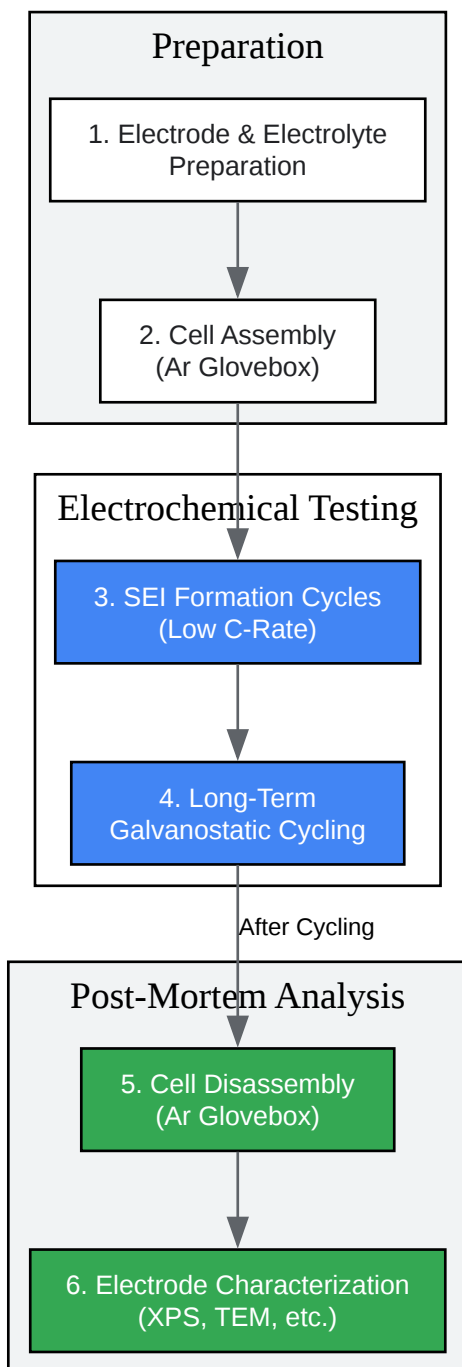 Preparation
1. Electrode & Electrolyte
Preparation
2. Cell Assembly
(Ar Glovebox)
Electrochemical Testing
3. SEI Formation Cycles
(Low C-Rate)
4. Long-Term
Galvanostatic Cycling
After Cycling
Post-Mortem Analysis
5. Cell Disassembly
(Ar Glovebox)
6. Electrode Characterization
(XPS, TEM, etc.)